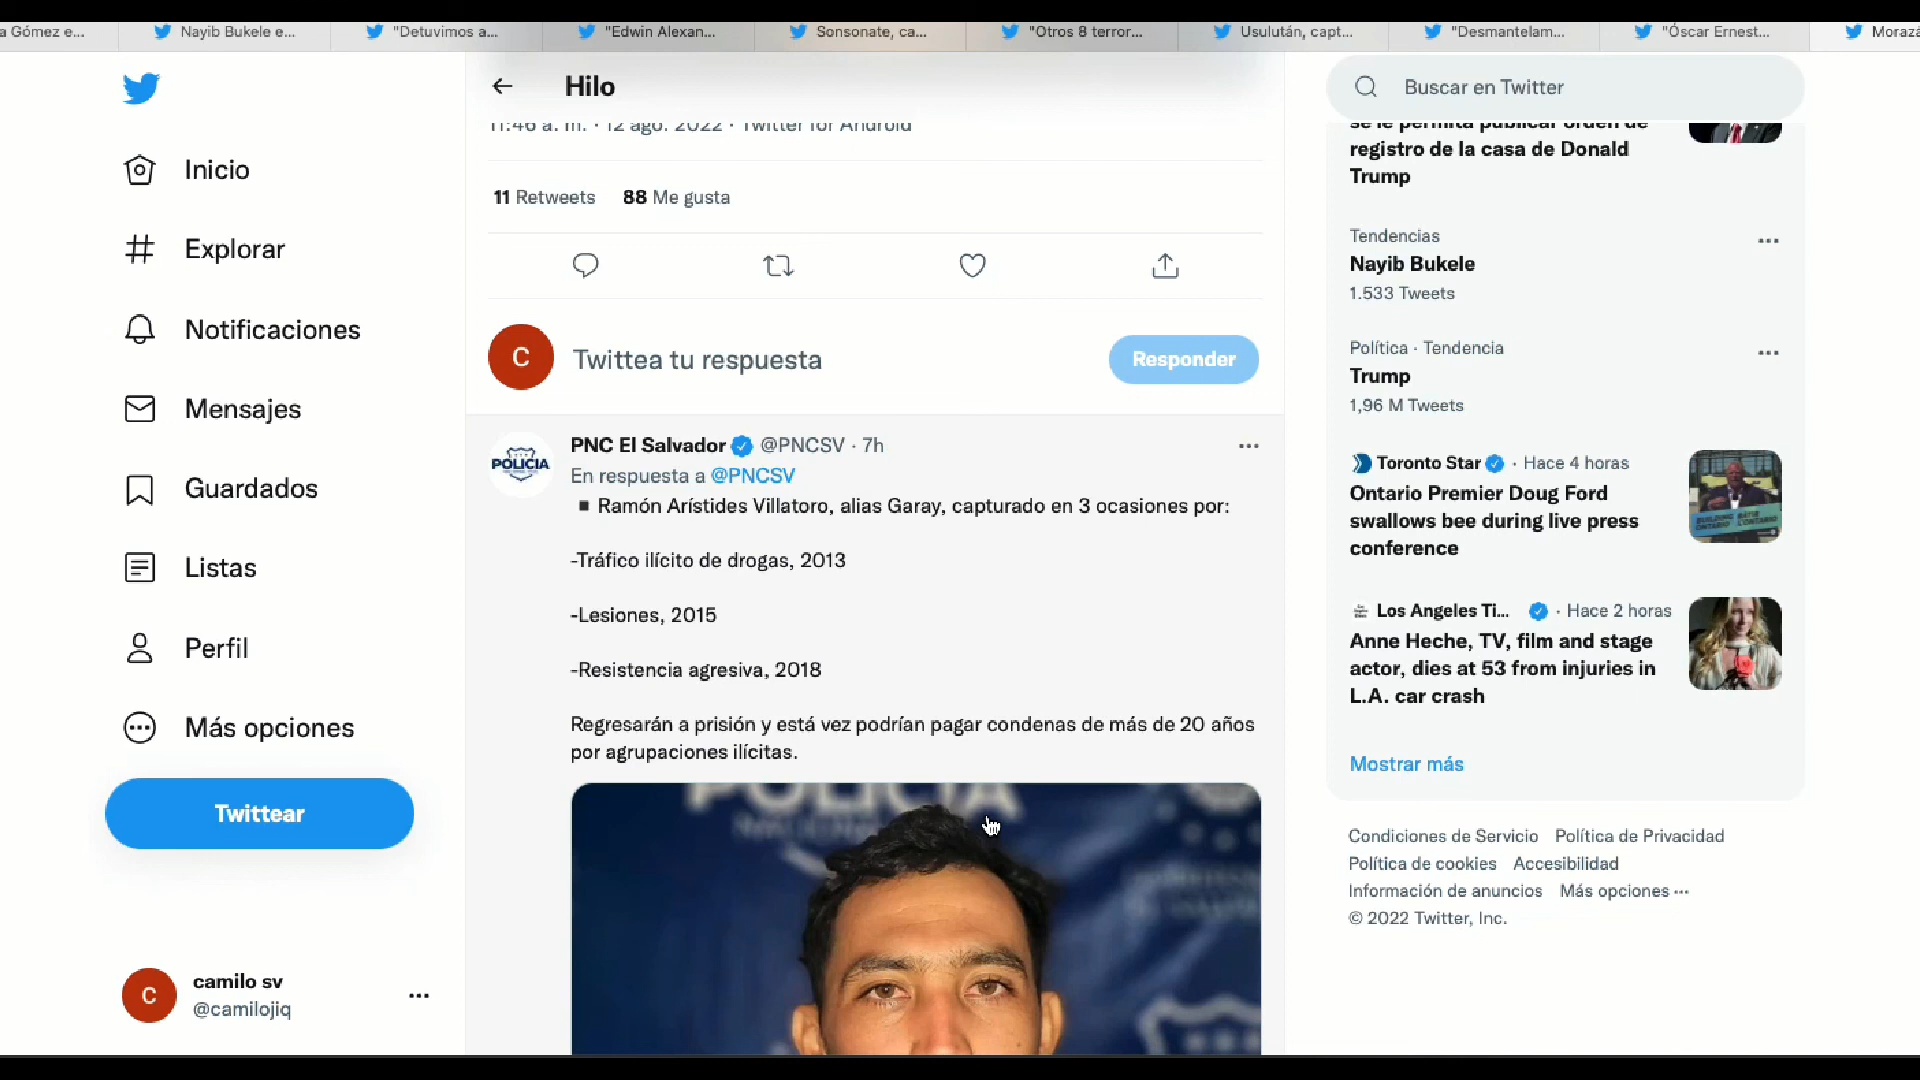 a Gómez e...
Nayib Bukele e...
"Detuvimos a...
"Edwin Alexan...
Sonsonate, ca...
"Otros 8 terror...
Usulután, capt...
"Desmantelam...
"Óscar Ernest...
Moraza
Inicio
Explorar
Notificaciones
Mensajes
Guardados
Listas
Perfil
Más opciones
Twittear
C
camilo sv
@camilojiq
Hilo
11:46 a. m. · 12 ago. 2022 · Twitter for Android
11 Retweets 88 Me gusta
C
Twittea tu respuesta
Responder
POLICIA
PNC El Salvador @PNCSV · 7h
En respuesta a @PNCSV
▪ Ramón Arístides Villatoro, alias Garay, capturado en 3 ocasiones por:
-Tráfico ilícito de drogas, 2013
-Lesiones, 2015
-Resistencia agresiva, 2018
Regresarán a prisión y está vez podrían pagar condenas de más de 20 años
por agrupaciones ilícitas.
POLICIA
Buscar en Twitter
se le permita publicar orden de
registro de la casa de Donald
Trump
Tendencias
Nayib Bukele
1.533 Tweets
Política · Tendencia
Trump
1,96 M Tweets
Toronto Star · Hace 4 horas
Ontario Premier Doug Ford
swallows bee during live press
conference
Los Angeles Ti... · Hace 2 horas
Anne Heche, TV, film and stage
actor, dies at 53 from injuries in
L.A. car crash
Mostrar más
Condiciones de Servicio Política de Privacidad
Política de cookies Accesibilidad
Información de anuncios Más opciones ···
© 2022 Twitter, Inc.